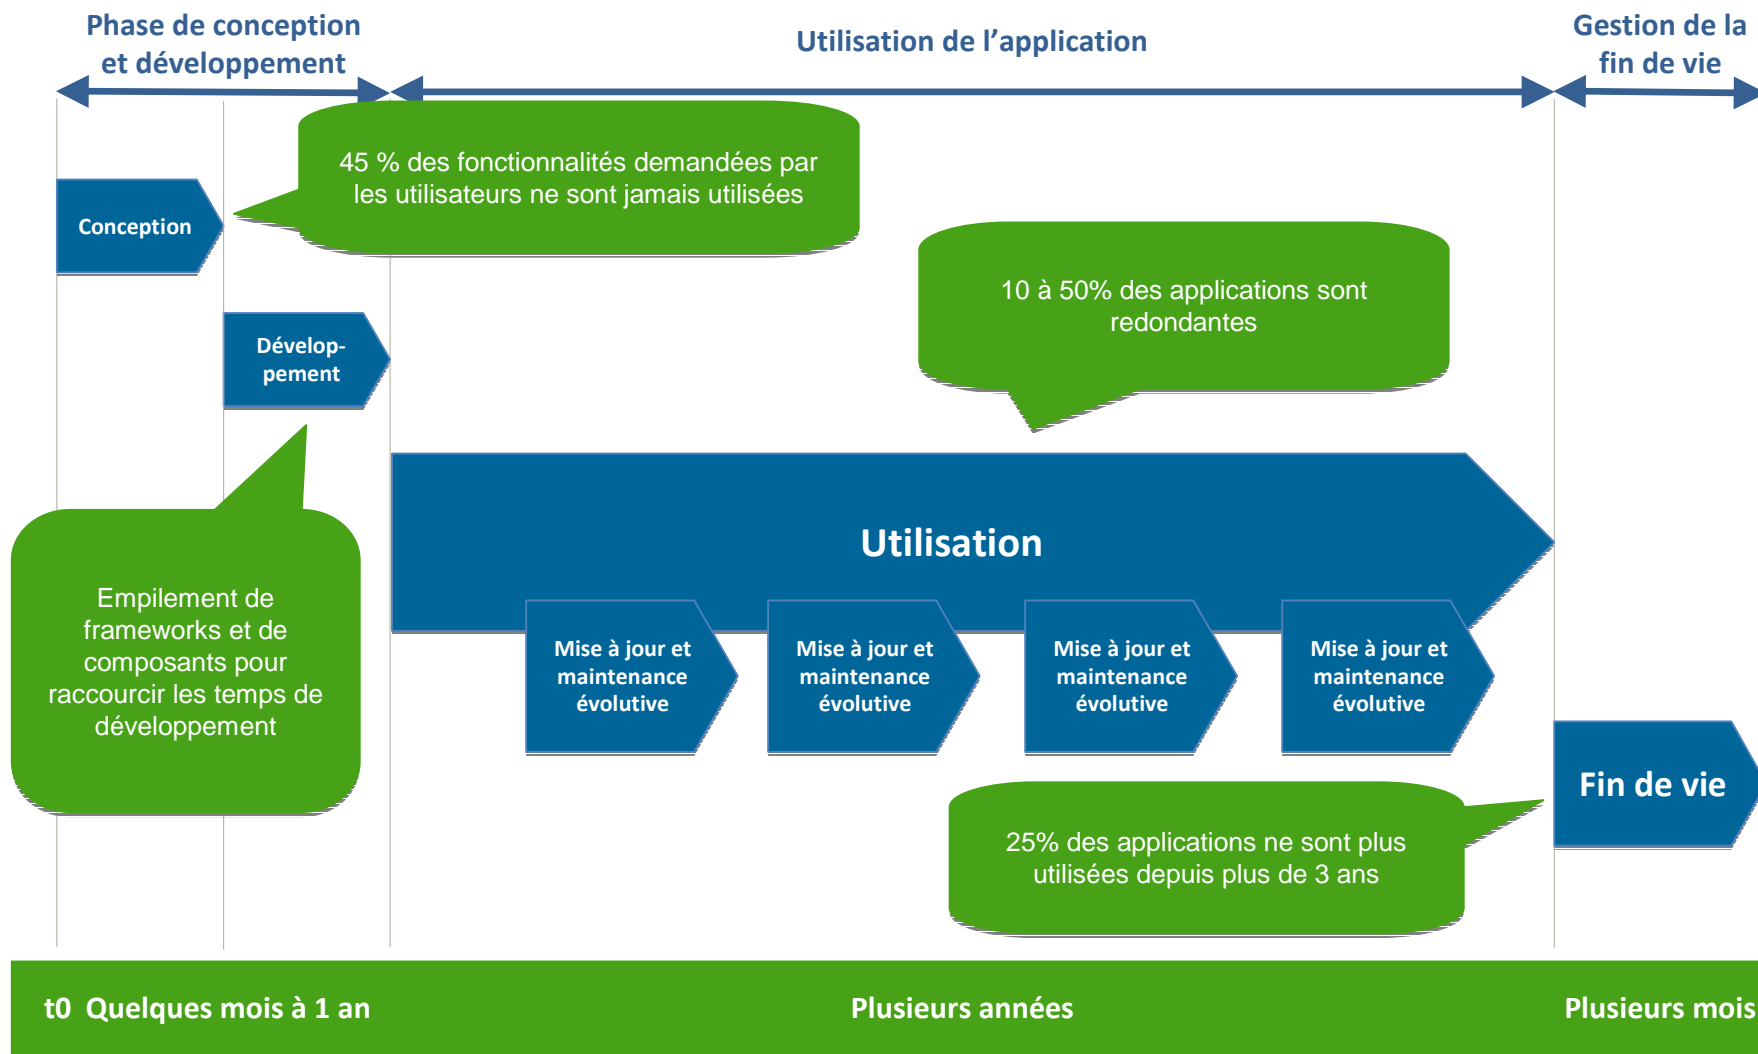 Phase de conception
et développement
Utilisation de l’application
Gestion de la
fin de vie
45 % des fonctionnalités demandées par
les utilisateurs ne sont jamais utilisées
Conception
10 à 50% des applications sont
redondantes
Dévelop-
pement
Utilisation
Empilement de
frameworks et de
composants pour
raccourcir les temps de
développement
Mise à jour et
maintenance
évolutive
Mise à jour et
maintenance
évolutive
Mise à jour et
maintenance
évolutive
Mise à jour et
maintenance
évolutive
Fin de vie
25% des applications ne sont plus
utilisées depuis plus de 3 ans
t0 Quelques mois à 1 an
Plusieurs années
Plusieurs mois